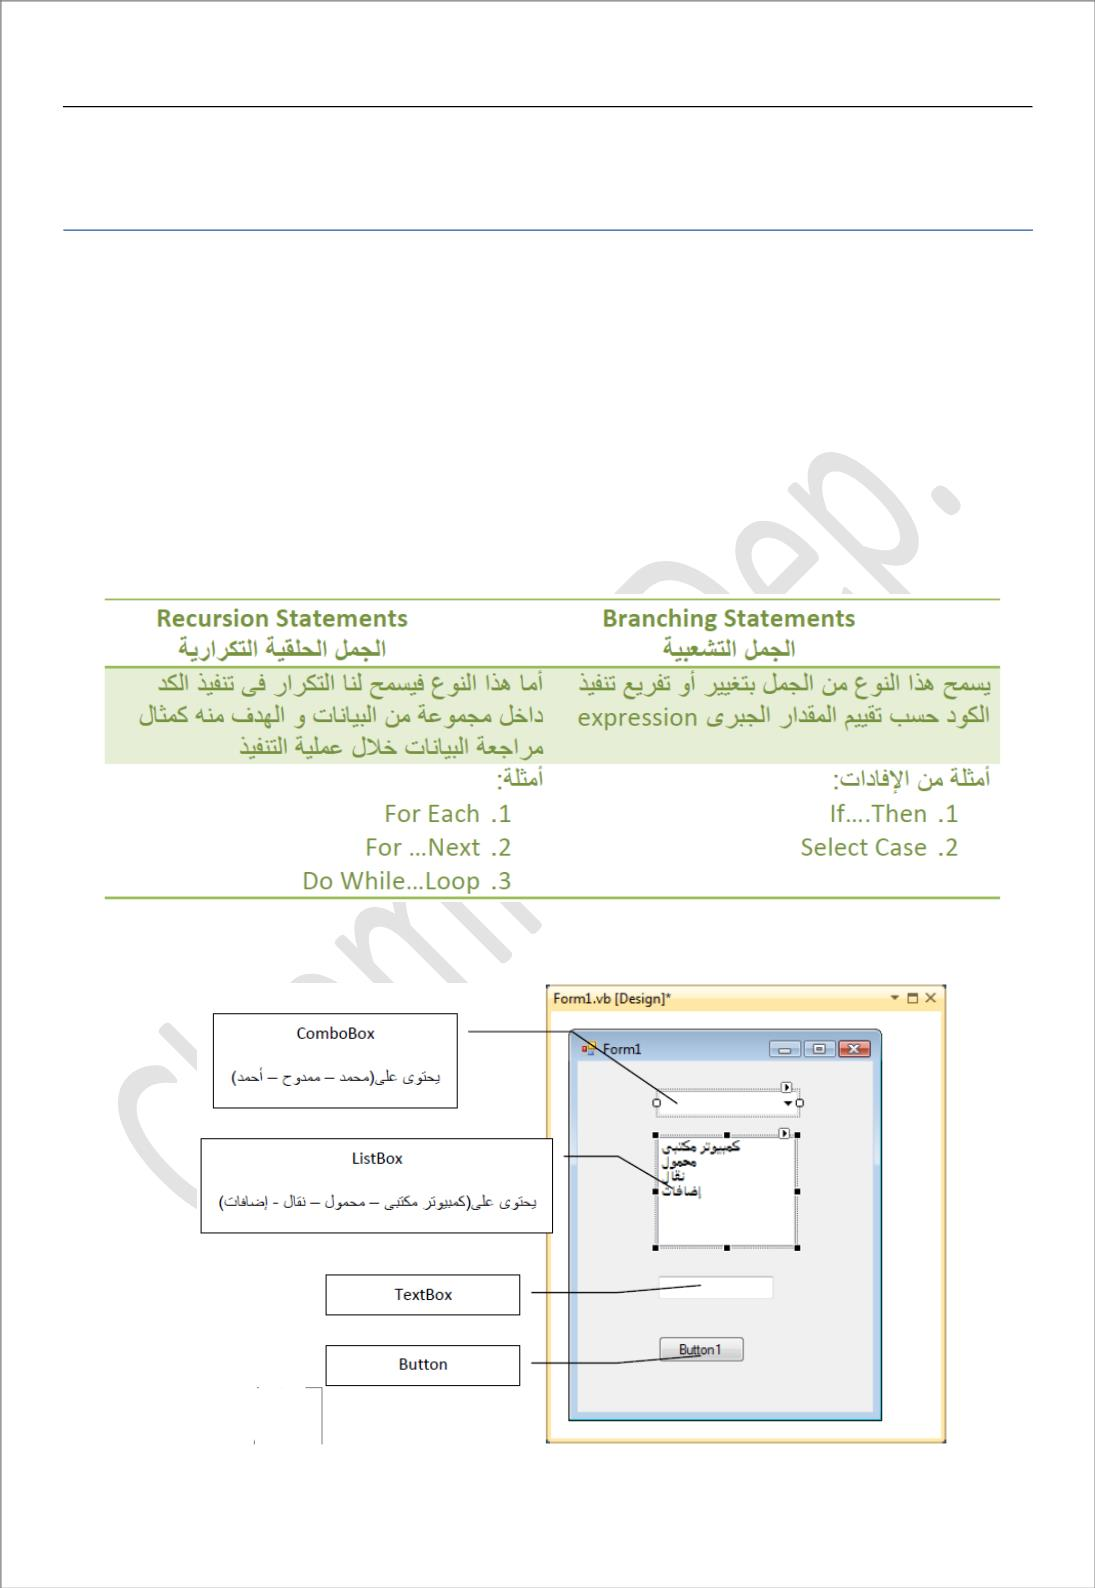 Branching Statements
الجمل التشعبية
Recursion Statements
الجمل الحلقية التكرارية
يسمح هذا النوع من الجمل بتغيير أو تفريع تنفيذ
الكود حسب تقييم المقدار الجبرى expression
أما هذا النوع فيسمح لنا التكرار فى تنفيذ الكد
داخل مجموعة من البيانات و الهدف منه كمثال
مراجعة البيانات خلال عملية التنفيذ
أمثلة من الإفادات:
1. If....Then
2. Select Case
أمثلة:
1. For Each
2. For ...Next
3. Do While...Loop
Form1.vb [Design]*
Form1
ComboBox
يحتوى على(محمد – ممدوح – أحمد)
كمبيوتر مكتبى
محمول
نقال
إضافات
ListBox
يحتوى على(كمبيوتر مكتبى – محمول – نقال - إضافات)
TextBox
Button1
Button
Dep.